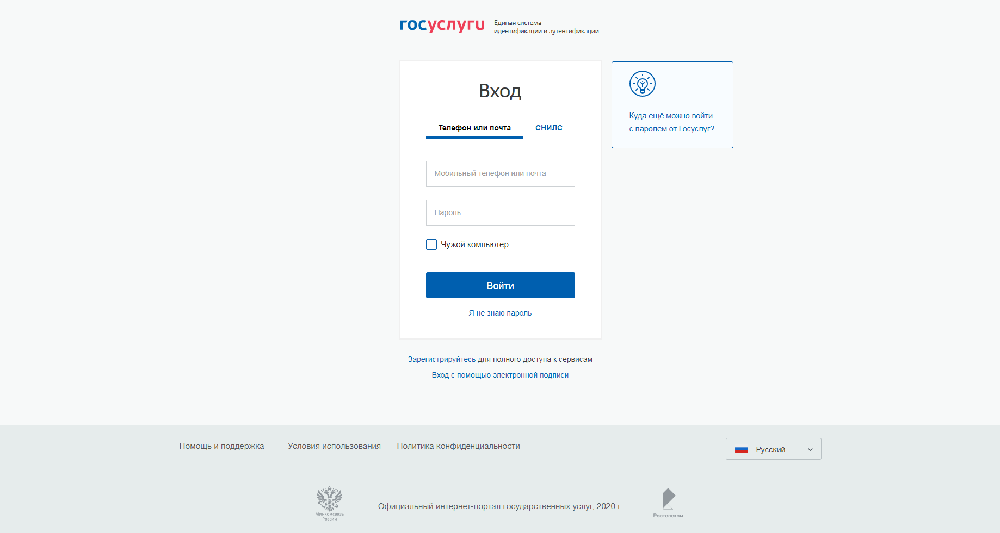 госуслуги
Единая система
идентификации и аутентификации
Вход
Телефон или почта
СНИЛС
Мобильный телефон или почта
Пароль
Чужой компьютер
Войти
Я не знаю пароль
Куда ещё можно войти
с паролем от Госуслуг?
Зарегистрируйтесь для полного доступа к сервисам
Вход с помощью электронной подписи
Помощь и поддержка
Условия использования
Политика конфиденциальности
Русский
Минкомсвязь
России
Официальный интернет-портал государственных услуг, 2020 г.
Ростелеком